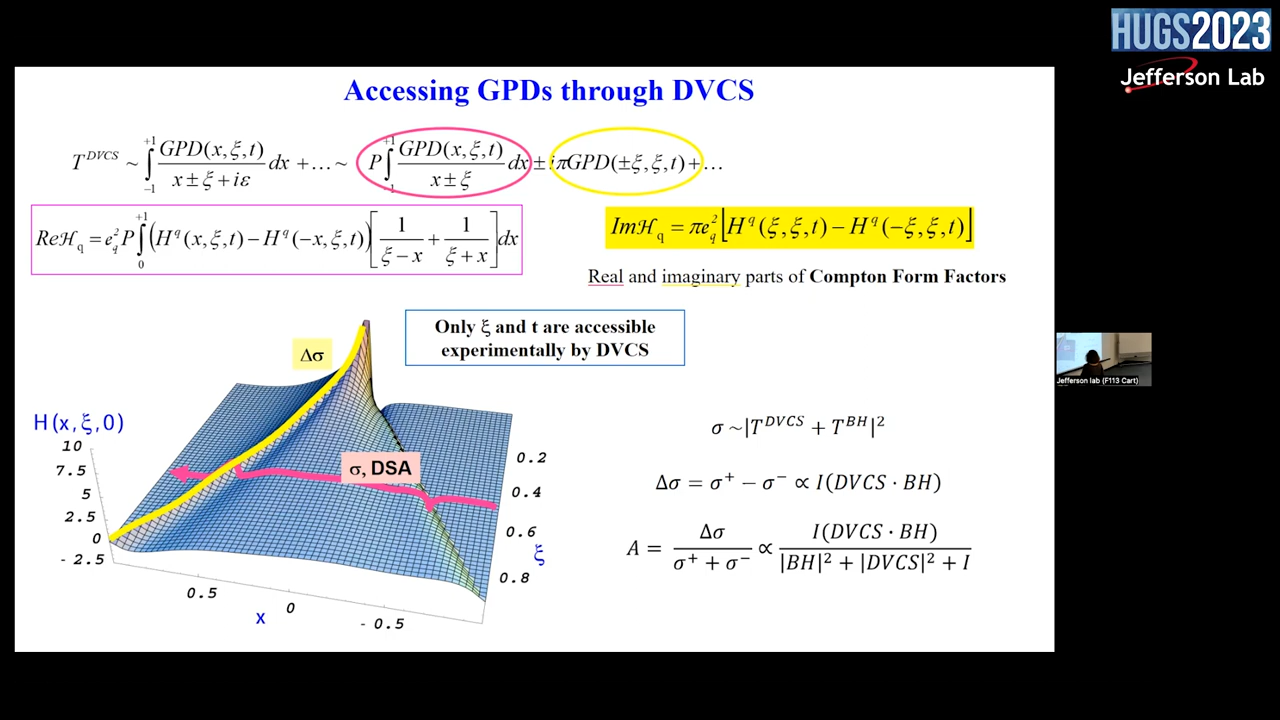 HUGS2023
Jefferson Lab
Accessing GPDs through DVCS
T^{DVCS} ~ ∫_{-1}^{+1} GPD(x,ξ,t) / (x±ξ+iε) dx + … ~ P∫_{-1}^{+1} GPD(x,ξ,t) / (x±ξ) dx ± iπGPD(±ξ,ξ,t) + …
Reℋ_q = e_q^2 P∫_0^{+1} (H^q(x,ξ,t) − H^q(−x,ξ,t)) [1/(ξ−x) + 1/(ξ+x)] dx
Imℋ_q = πe_q^2 [H^q(ξ,ξ,t) − H^q(−ξ,ξ,t)]
Real and imaginary parts of Compton Form Factors
Only ξ and t are accessible
experimentally by DVCS
Δσ
H(x,ξ,0)
10
7.5
5
2.5
0
-2.5
σ, DSA
0.2
0.4
0.6
ξ
0.8
0.5
0
-0.5
x
σ ~|T^{DVCS} + T^{BH}|^2
Δσ = σ^+ − σ^- ∝ I(DVCS · BH)
A = Δσ / (σ^+ + σ^-) ∝ I(DVCS · BH) / (|BH|^2 + |DVCS|^2 + I)
Jefferson lab (F113 Cart)